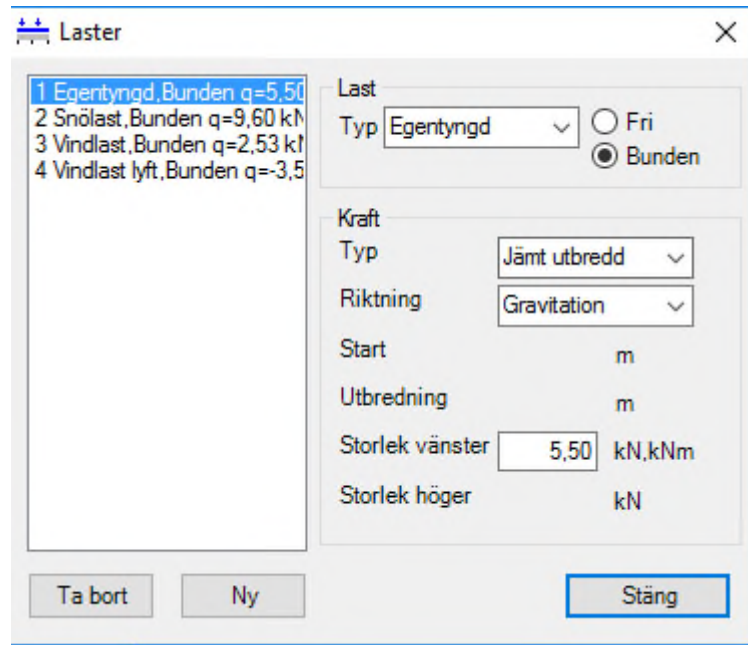 Laster
1 Egentyngd,Bunden q=5,50
2 Snölast,Bunden q=9,60 kN
3 Vindlast,Bunden q=2,53 kN
4 Vindlast lyft,Bunden q=-3,5
Last
Typ Egentyngd
Fri
Bunden
Kraft
Typ Jämt utbredd
Riktning Gravitation
Start m
Utbredning m
Storlek vänster 5,50 kN,kNm
Storlek höger kN
Ta bort Ny Stäng